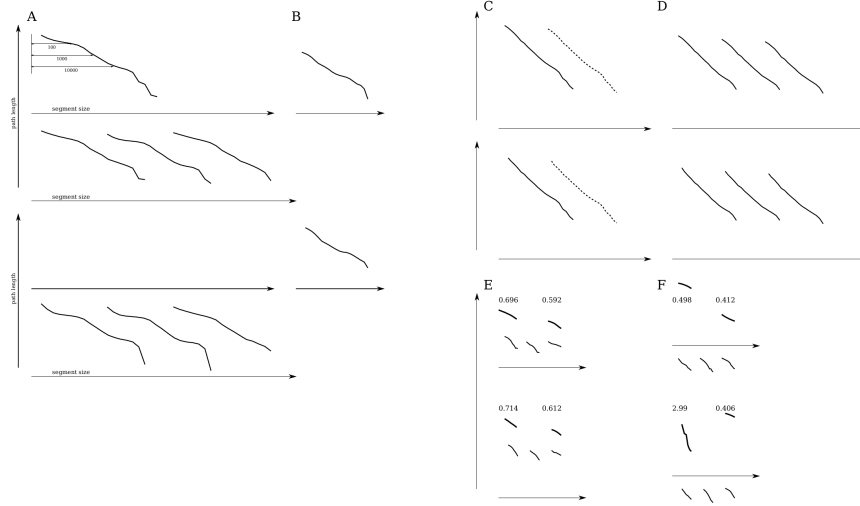 A
B
C
D
100
1000
10000
path length
segment size
segment size
path length
segment size
E
F
0.696
0.592
0.498
0.412
0.714
0.612
2.99
0.406